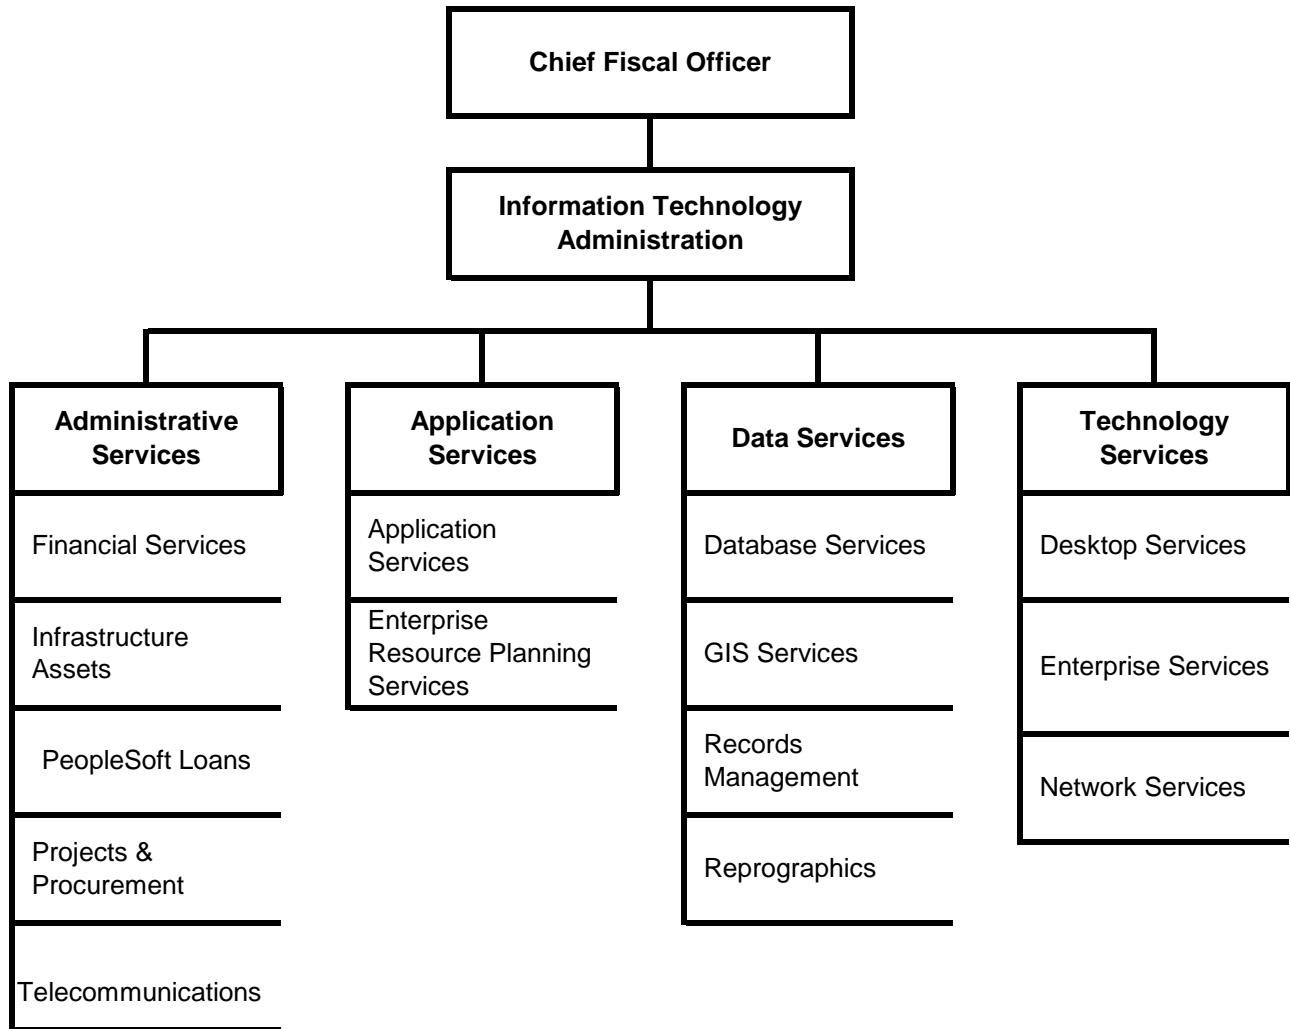 Chief Fiscal Officer
Information Technology
Administration
Administrative
Services
Financial Services
Infrastructure
Assets
PeopleSoft Loans
Projects &
Procurement
Telecommunications
Application
Services
Application
Services
Enterprise
Resource Planning
Services
Data Services
Database Services
GIS Services
Records
Management
Reprographics
Technology
Services
Desktop Services
Enterprise Services
Network Services